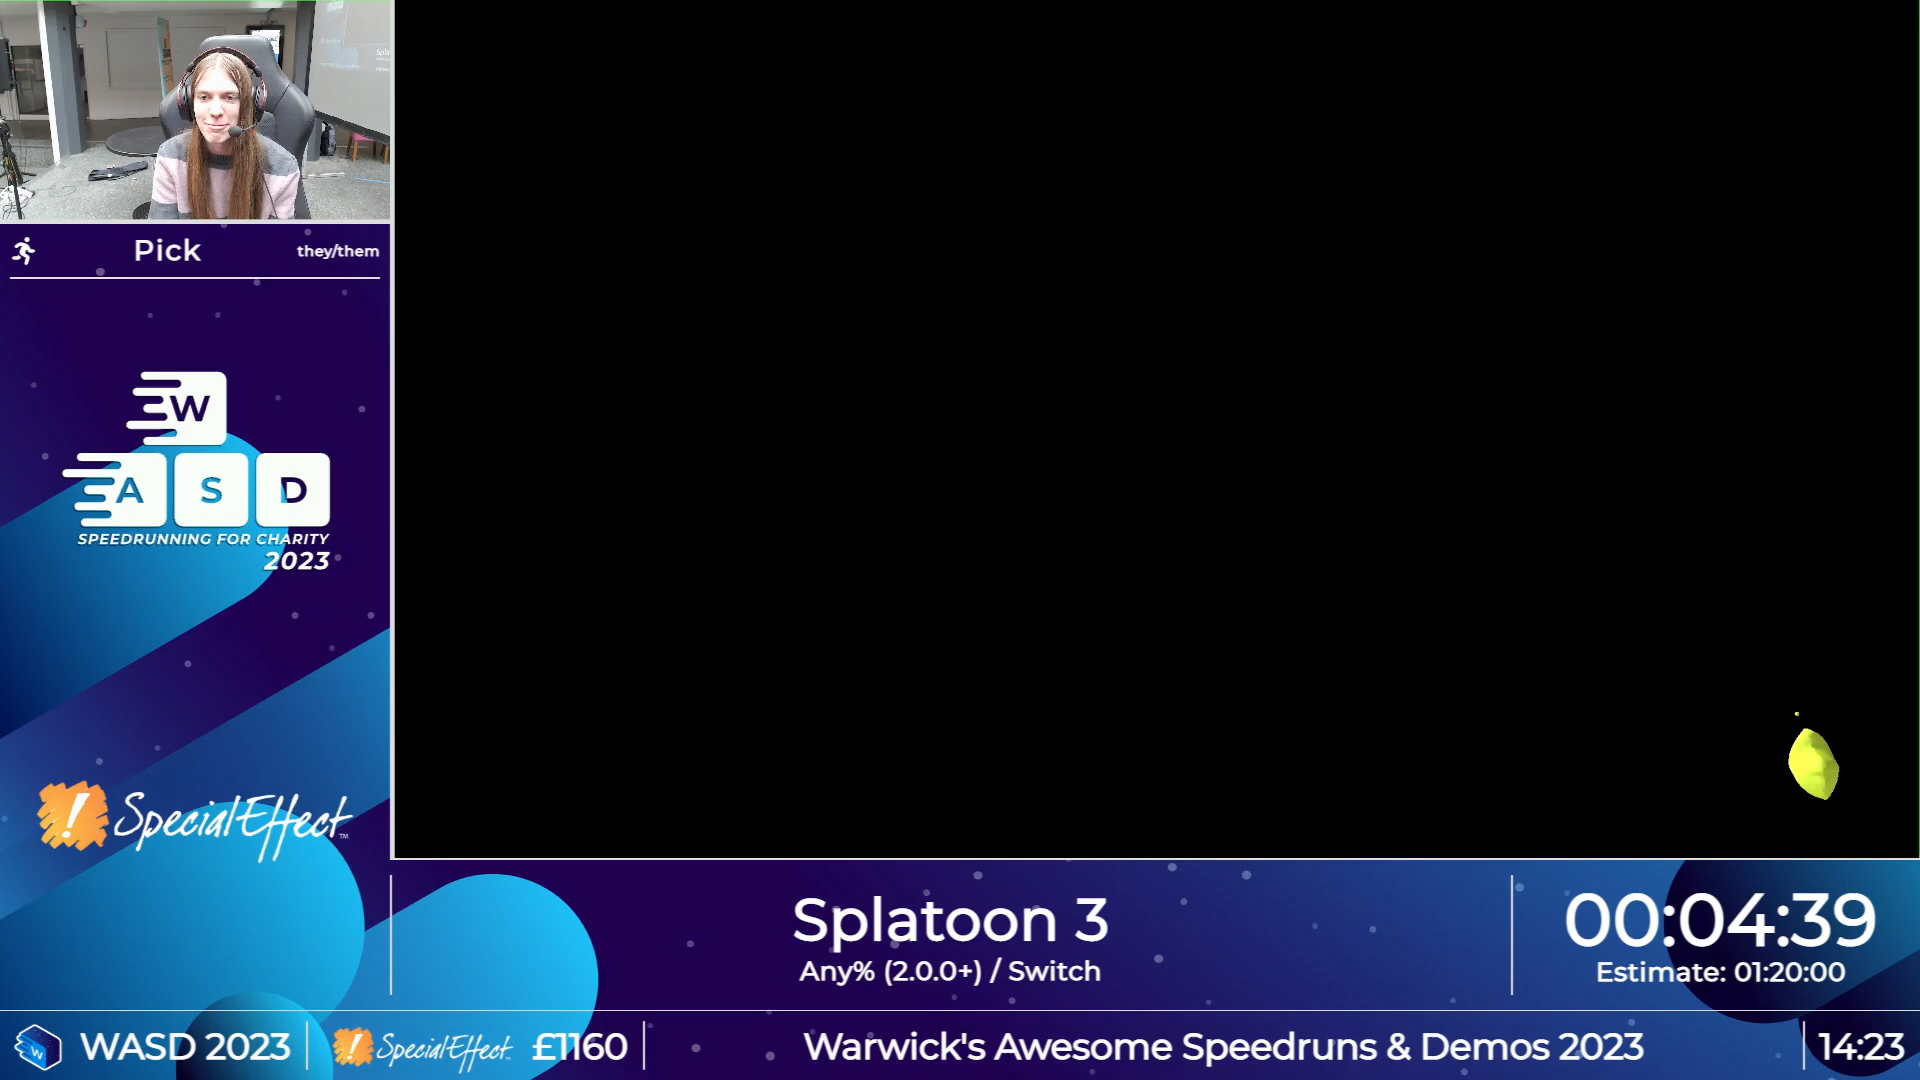 Pick
they/them
W
A S D
SPEEDRUNNING FOR CHARITY
2023
! SpecialEffect™
Splatoon 3
Any% (2.0.0+) / Switch
00:04:39
Estimate: 01:20:00
W WASD 2023
! SpecialEffect £1160
Warwick's Awesome Speedruns & Demos 2023
14:23